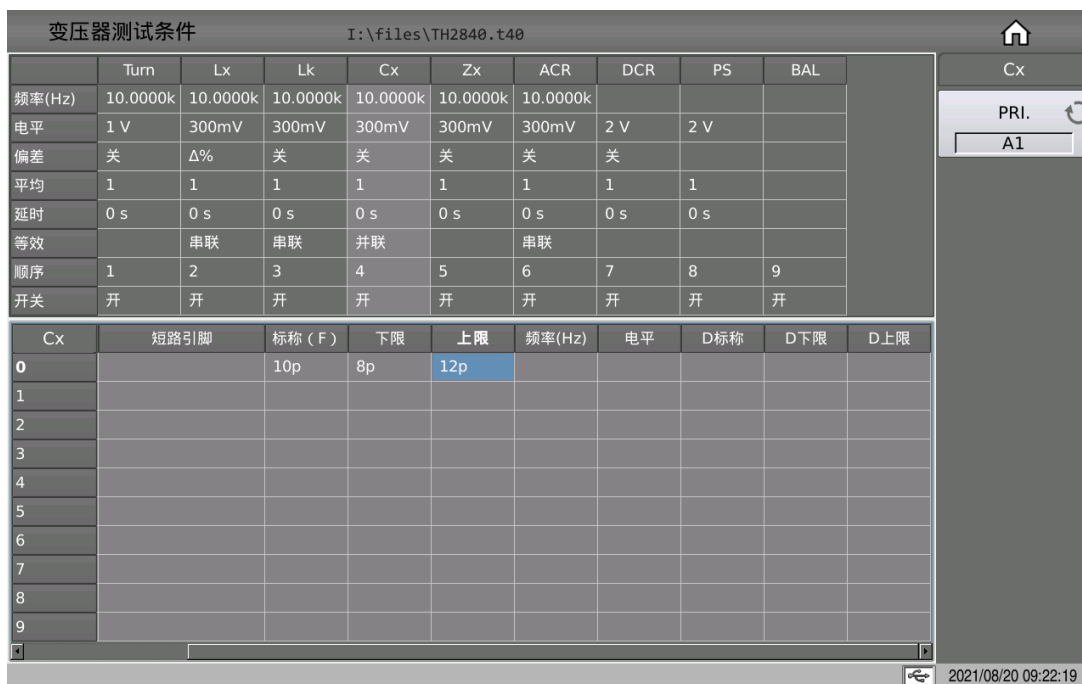 变压器测试条件 I:\files\TH2840.t40
Turn Lx Lk Cx Zx ACR DCR PS BAL
频率(Hz) 10.0000k 10.0000k 10.0000k 10.0000k 10.0000k 10.0000k
电平 1 V 300mV 300mV 300mV 300mV 300mV 2 V 2 V
偏差 关 Δ% 关 关 关 关 关
平均 1 1 1 1 1 1 1 1
延时 0 s 0 s 0 s 0 s 0 s 0 s 0 s 0 s
等效 串联 串联 并联 串联
顺序 1 2 3 4 5 6 7 8 9
开关 开 开 开 开 开 开 开 开 开
Cx 短路引脚 标称（F） 下限 上限 频率(Hz) 电平 D标称 D下限 D上限
0 10p 8p 12p
1
2
3
4
5
6
7
8
9
Cx
PRI.
A1
2021/08/20 09:22:19